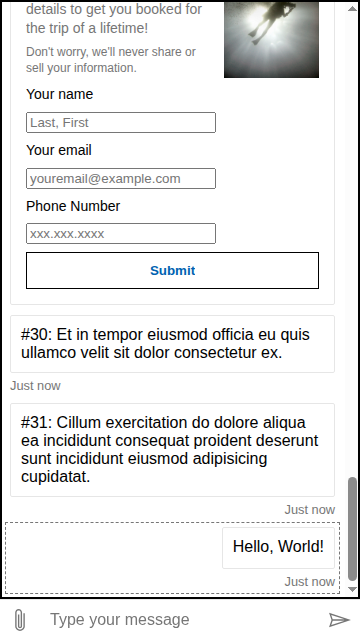 details to get you booked for
the trip of a lifetime!
Don't worry, we'll never share or
sell your information.
Your name
Last, First
Your email
youremail@example.com
Phone Number
xxx.xxx.xxxx
Submit
#30: Et in tempor eiusmod officia eu quis
ullamco velit sit dolor consectetur ex.
Just now
#31: Cillum exercitation do dolore aliqua
ea incididunt consequat proident deserunt
sunt incididunt eiusmod adipisicing
cupidatat.
Just now
Hello, World!
Just now
Type your message